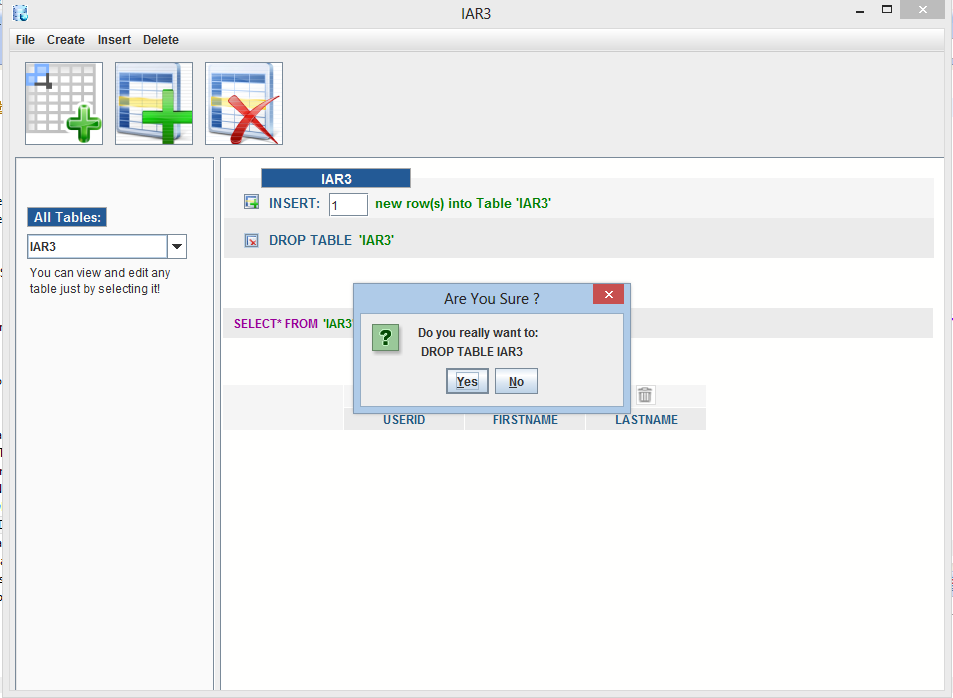 IAR3
File Create Insert Delete
IAR3
INSERT: 1 new row(s) into Table 'IAR3'
All Tables:
DROP TABLE 'IAR3'
IAR3
You can view and edit any
table just by selecting it!
Are You Sure ?
SELECT* FROM 'IAR3'
? Do you really want to:
DROP TABLE IAR3
Yes No
USERID FIRSTNAME LASTNAME